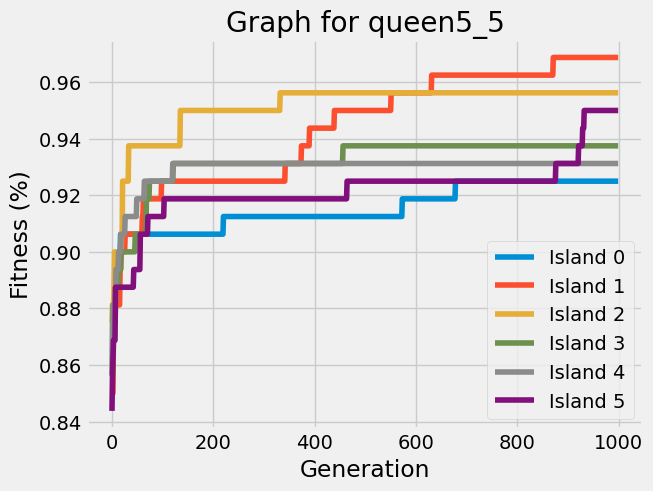 Graph for queen5_5
Fitness (%)
0.96
0.94
0.92
0.90
0.88
0.86
0.84
0
200
400
600
800
1000
Generation
Island 0
Island 1
Island 2
Island 3
Island 4
Island 5